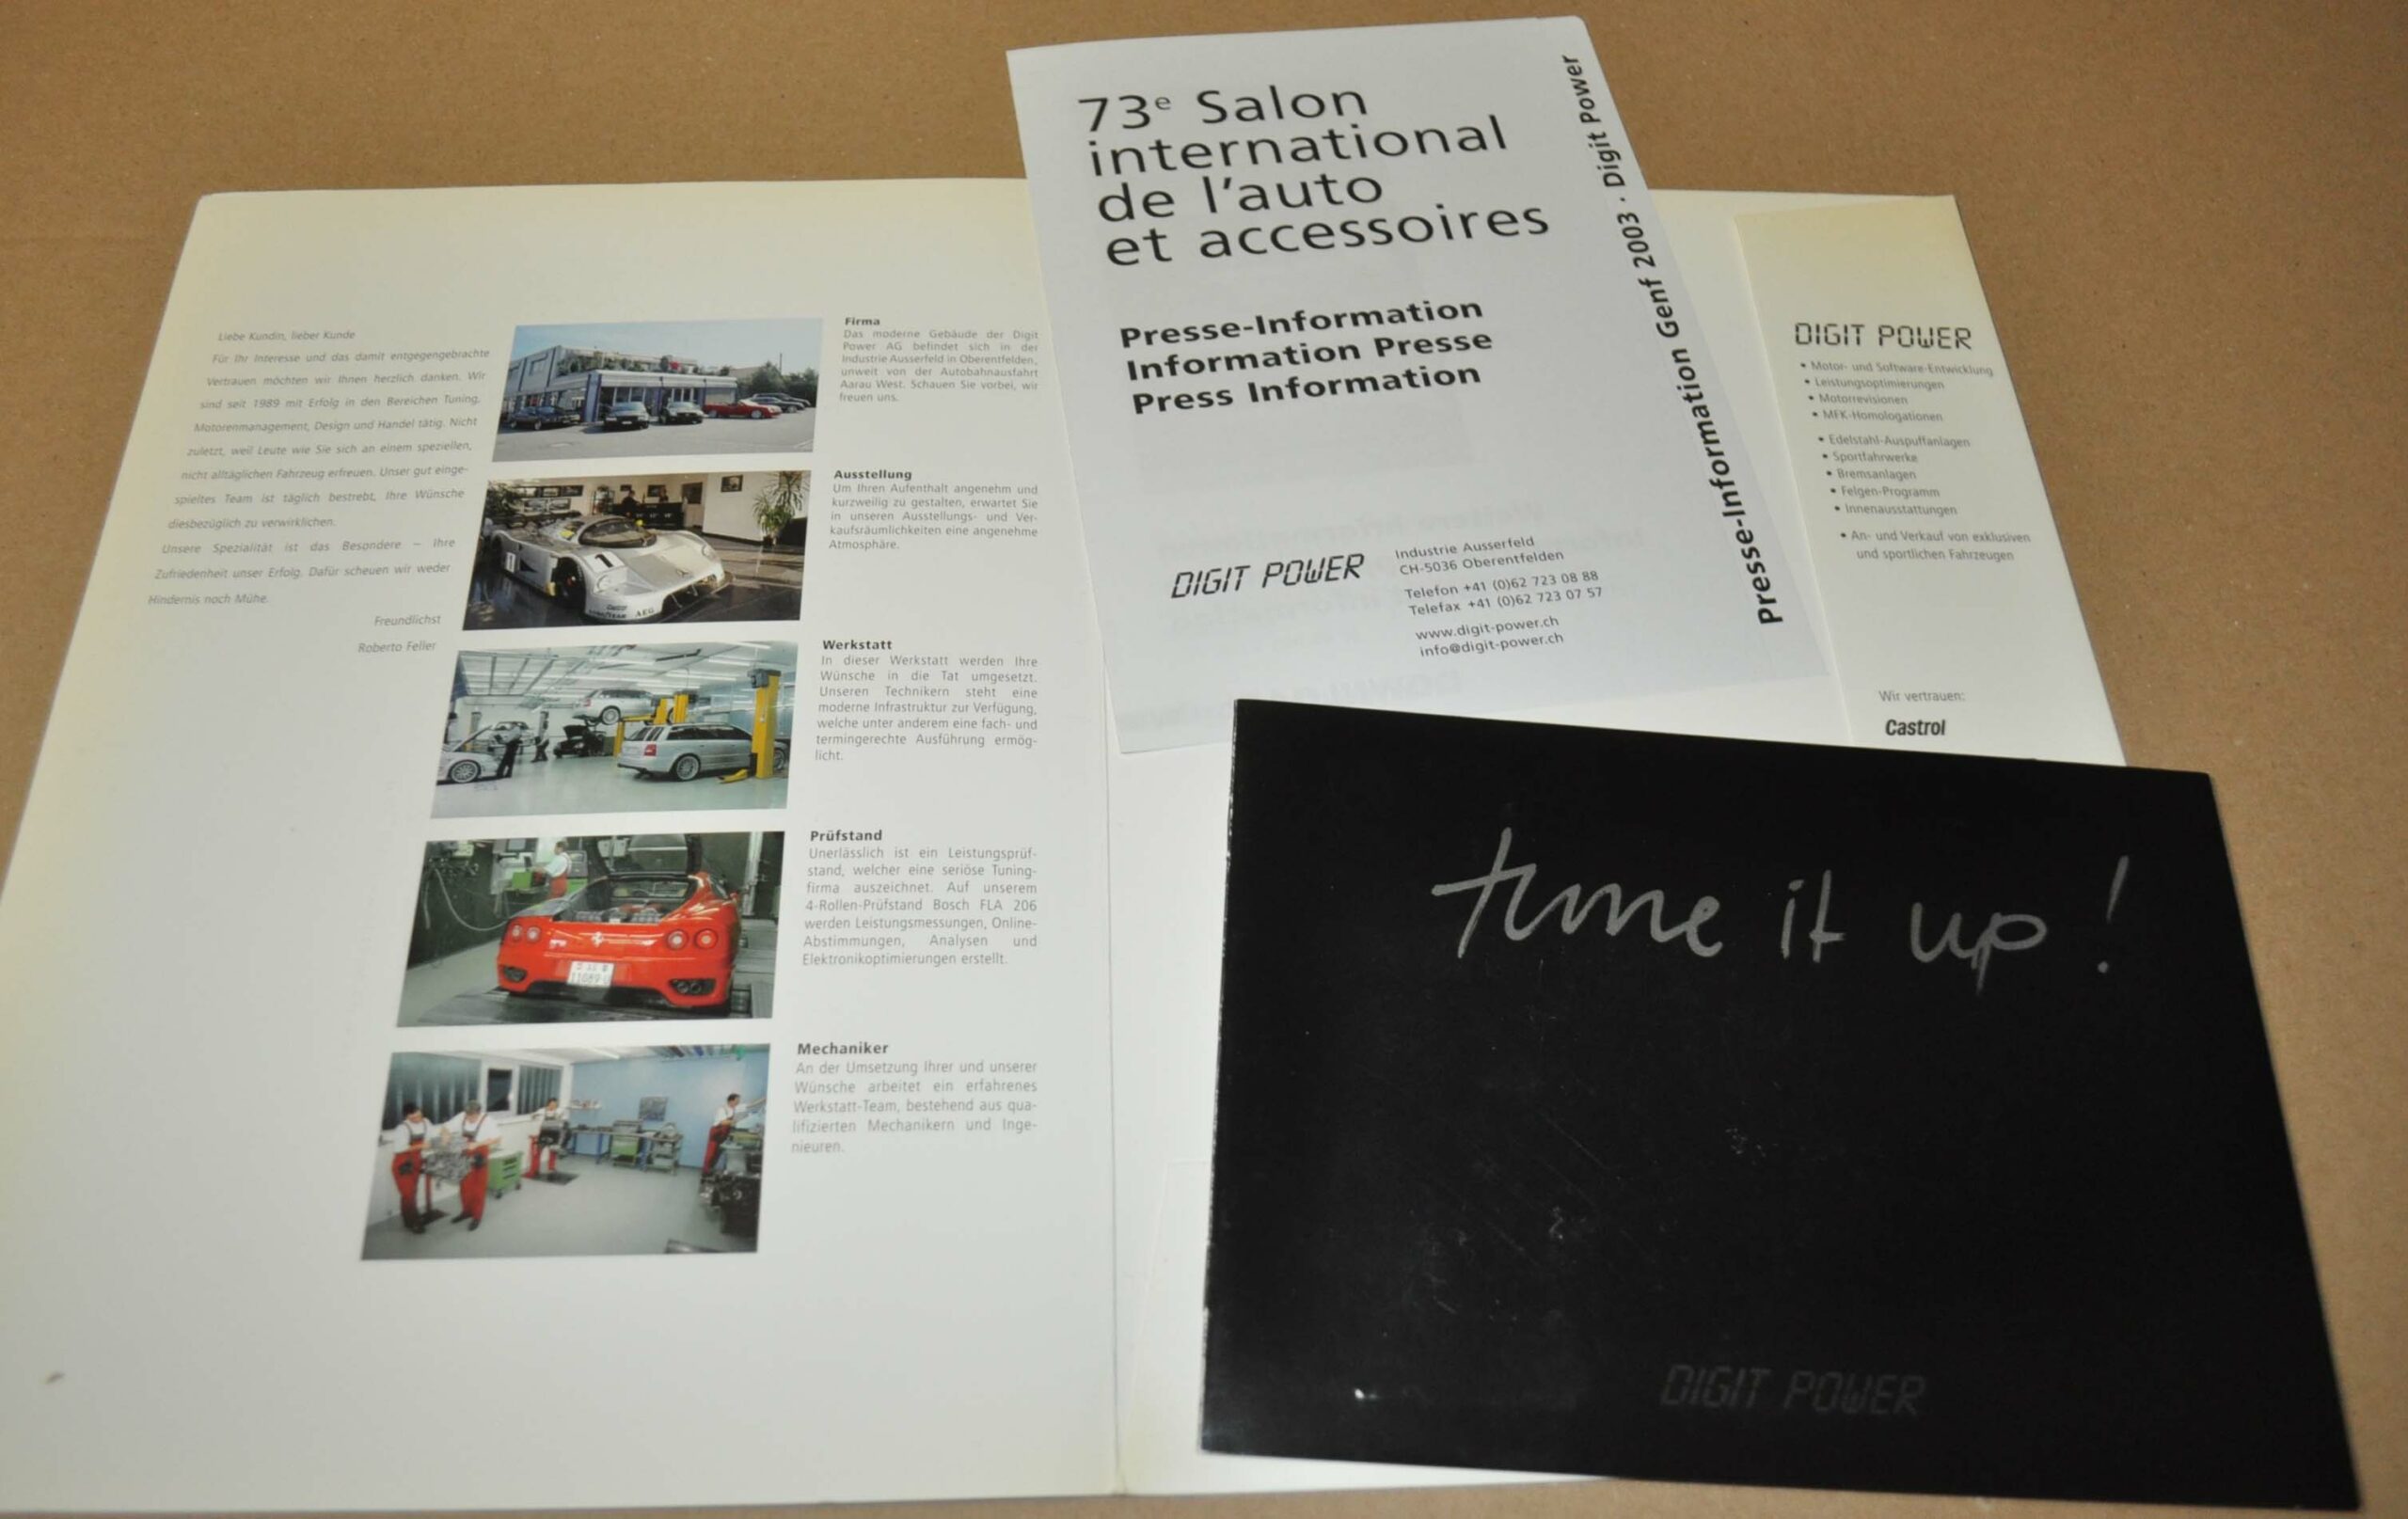 Liebe Kundin, lieber Kunde
Für Ihr Interesse und das damit entgegengebrachte
Vertrauen möchten wir Ihnen herzlich danken. Wir
sind seit 1989 mit Erfolg in den Bereichen Tuning,
Motorenmanagement, Design und Handel tätig. Nicht
zuletzt, weil Leute wie Sie sich an einem speziellen,
nicht alltäglichen Fahrzeug erfreuen. Unser gut einge-
spieltes Team ist täglich bestrebt, Ihre Wünsche
diesbezüglich zu verwirklichen.
Unsere Spezialität ist das Besondere – Ihre
Zufriedenheit unser Erfolg. Dafür scheuen wir weder
Hindernis noch Mühe.
Freundlichst
Roberto Feller
Firma
Das moderne Gebäude der Digit
Power AG befindet sich in der
Industrie Ausserfeld in Oberentfelden,
unweit von der Autobahnausfahrt
Aarau West. Schauen Sie vorbei, wir
freuen uns.
Ausstellung
Um Ihren Aufenthalt angenehm und
kurzweilig zu gestalten, erwartet Sie
in unseren Ausstellungs- und Ver-
kaufsräumlichkeiten eine angenehme
Atmosphäre.
1
AEG
Werkstatt
In dieser Werkstatt werden Ihre
Wünsche in die Tat umgesetzt.
Unseren Technikern steht eine
moderne Infrastruktur zur Verfügung,
welche unter anderem eine fach- und
termingerechte Ausführung ermög-
licht.
Prüfstand
Unerlässlich ist ein Leistungsprüf-
stand, welcher eine seriöse Tuning-
firma auszeichnet. Auf unserem
4-Rollen-Prüfstand Bosch FLA 206
werden Leistungsmessungen, Online-
Abstimmungen, Analysen und
Elektronikoptimierungen erstellt.
Mechaniker
An der Umsetzung Ihrer und unserer
Wünsche arbeitet ein erfahrenes
Werkstatt-Team, bestehend aus qua-
lifizierten Mechanikern und Inge-
nieuren.
73e Salon
international
de l'auto
et accessoires
Presse-Information
Information Presse
Press Information
DIGIT POWER
Industrie Ausserfeld
CH-5036 Oberentfelden
Telefon +41 (0)62 723 08 88
Telefax +41 (0)62 723 07 57
www.digit-power.ch
info@digit-power.ch
Presse-Information Genf 2003 · Digit Power
DIGIT POWER
• Motor- und Software-Entwicklung
• Leistungsoptimierungen
• Motorrevisionen
• MFK-Homologationen
• Edelstahl-Auspuffanlagen
• Sportfahrwerke
• Bremsanlagen
• Felgen-Programm
• Innenausstattungen
• An- und Verkauf von exklusiven
und sportlichen Fahrzeugen
Wir vertrauen:
Castrol
tune it up!
DIGIT POWER